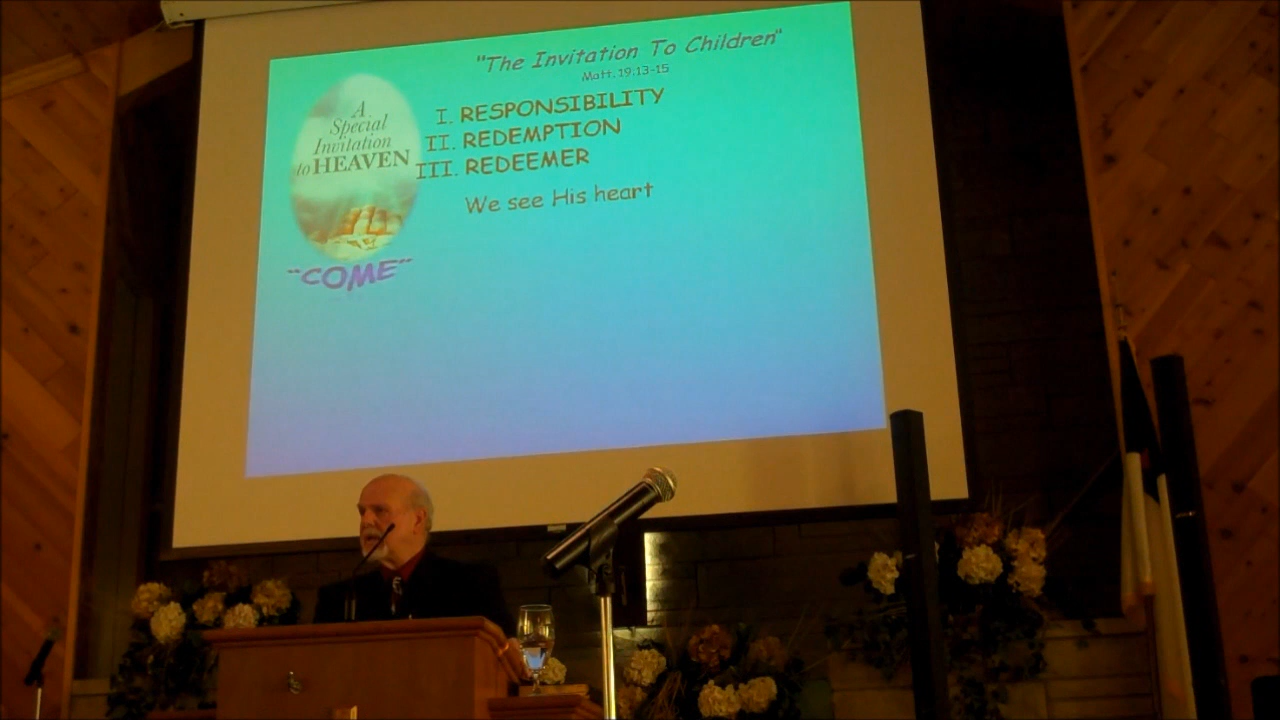 "The Invitation To Children"
Matt. 19:13-15
A
Special
Invitation
to HEAVEN
"COME"
I. RESPONSIBILITY
II. REDEMPTION
III. REDEEMER
We see His heart